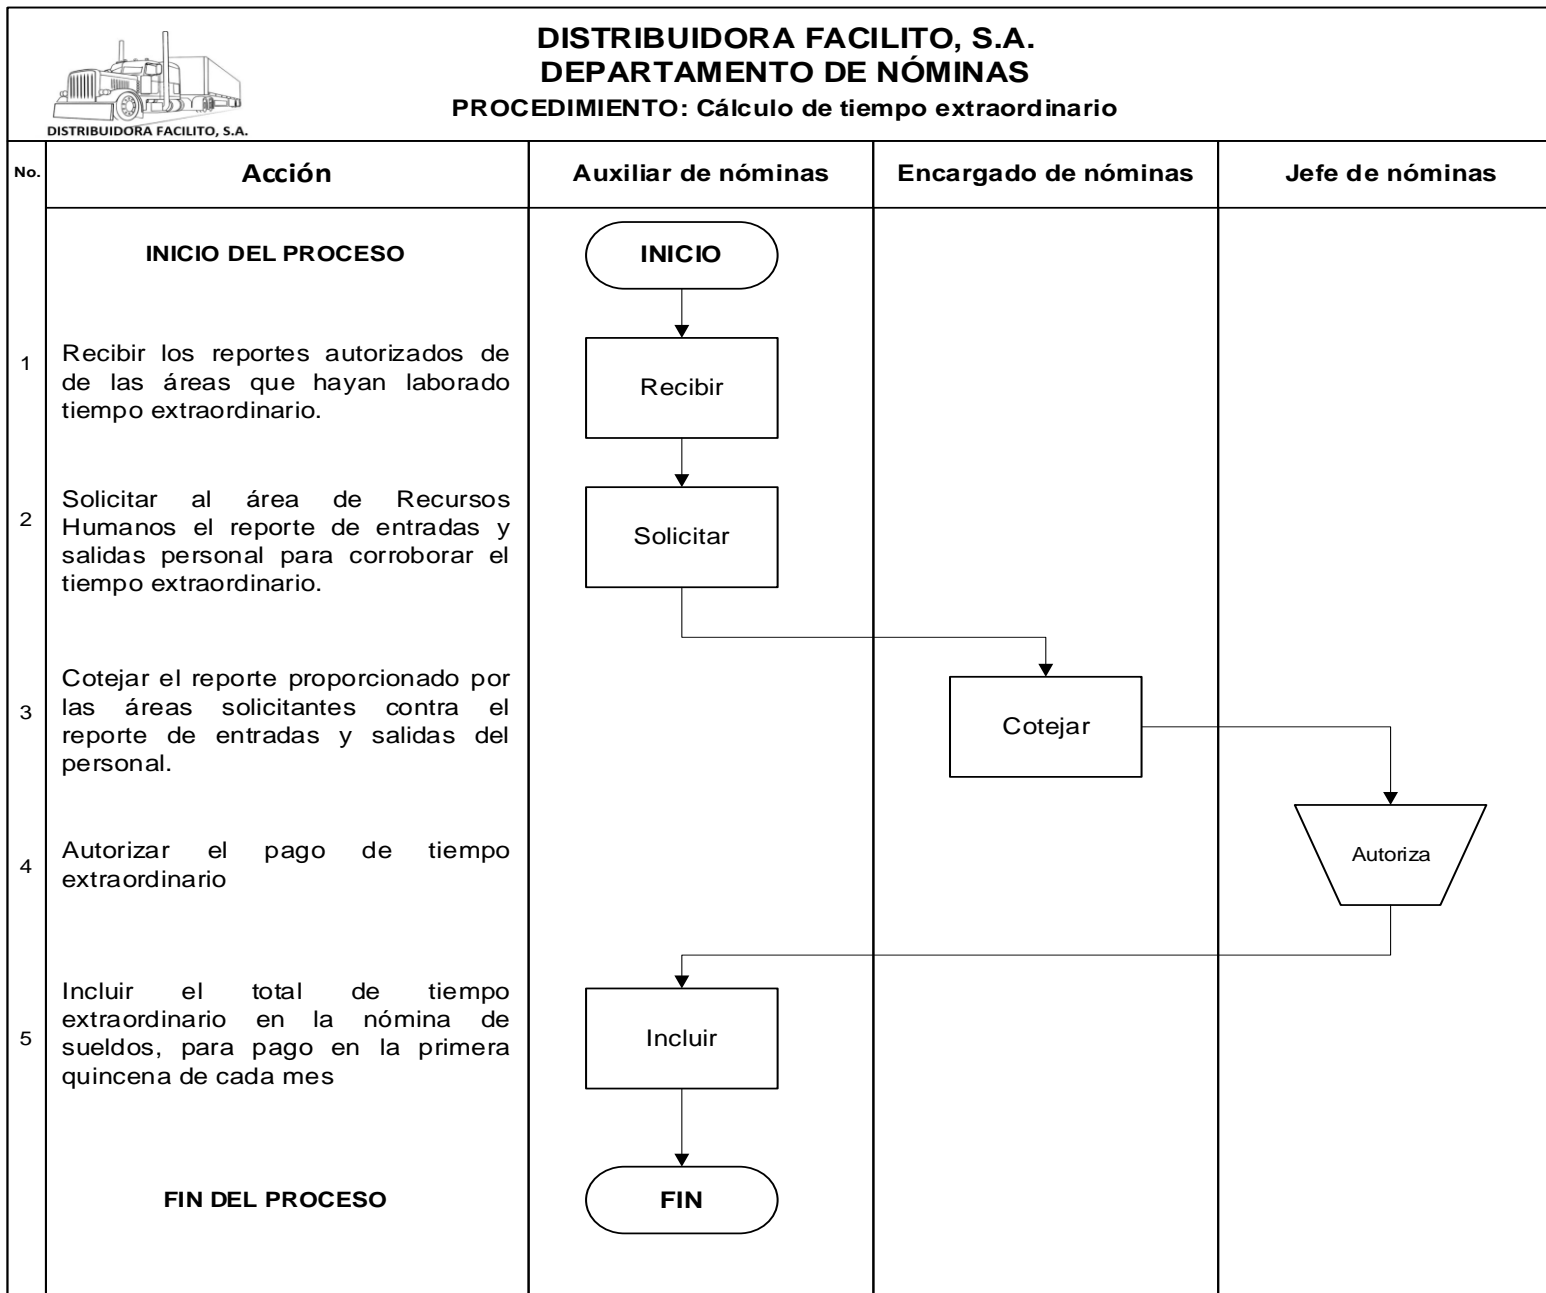 DISTRIBUIDORA FACILITO, S.A.
DEPARTAMENTO DE NÓMINAS
PROCEDIMIENTO: Cálculo de tiempo extraordinario
DISTRIBUIDORA FACILITO, S.A.
No.
Acción
Auxiliar de nóminas
Encargado de nóminas
Jefe de nóminas
INICIO DEL PROCESO
INICIO
1
Recibir los reportes autorizados de
de las áreas que hayan laborado
tiempo extraordinario.
Recibir
2
Solicitar al área de Recursos
Humanos el reporte de entradas y
salidas personal para corroborar el
tiempo extraordinario.
Solicitar
3
Cotejar el reporte proporcionado por
las áreas solicitantes contra el
reporte de entradas y salidas del
personal.
Cotejar
4
Autorizar el pago de tiempo
extraordinario
Autoriza
5
Incluir el total de tiempo
extraordinario en la nómina de
sueldos, para pago en la primera
quincena de cada mes
Incluir
FIN DEL PROCESO
FIN